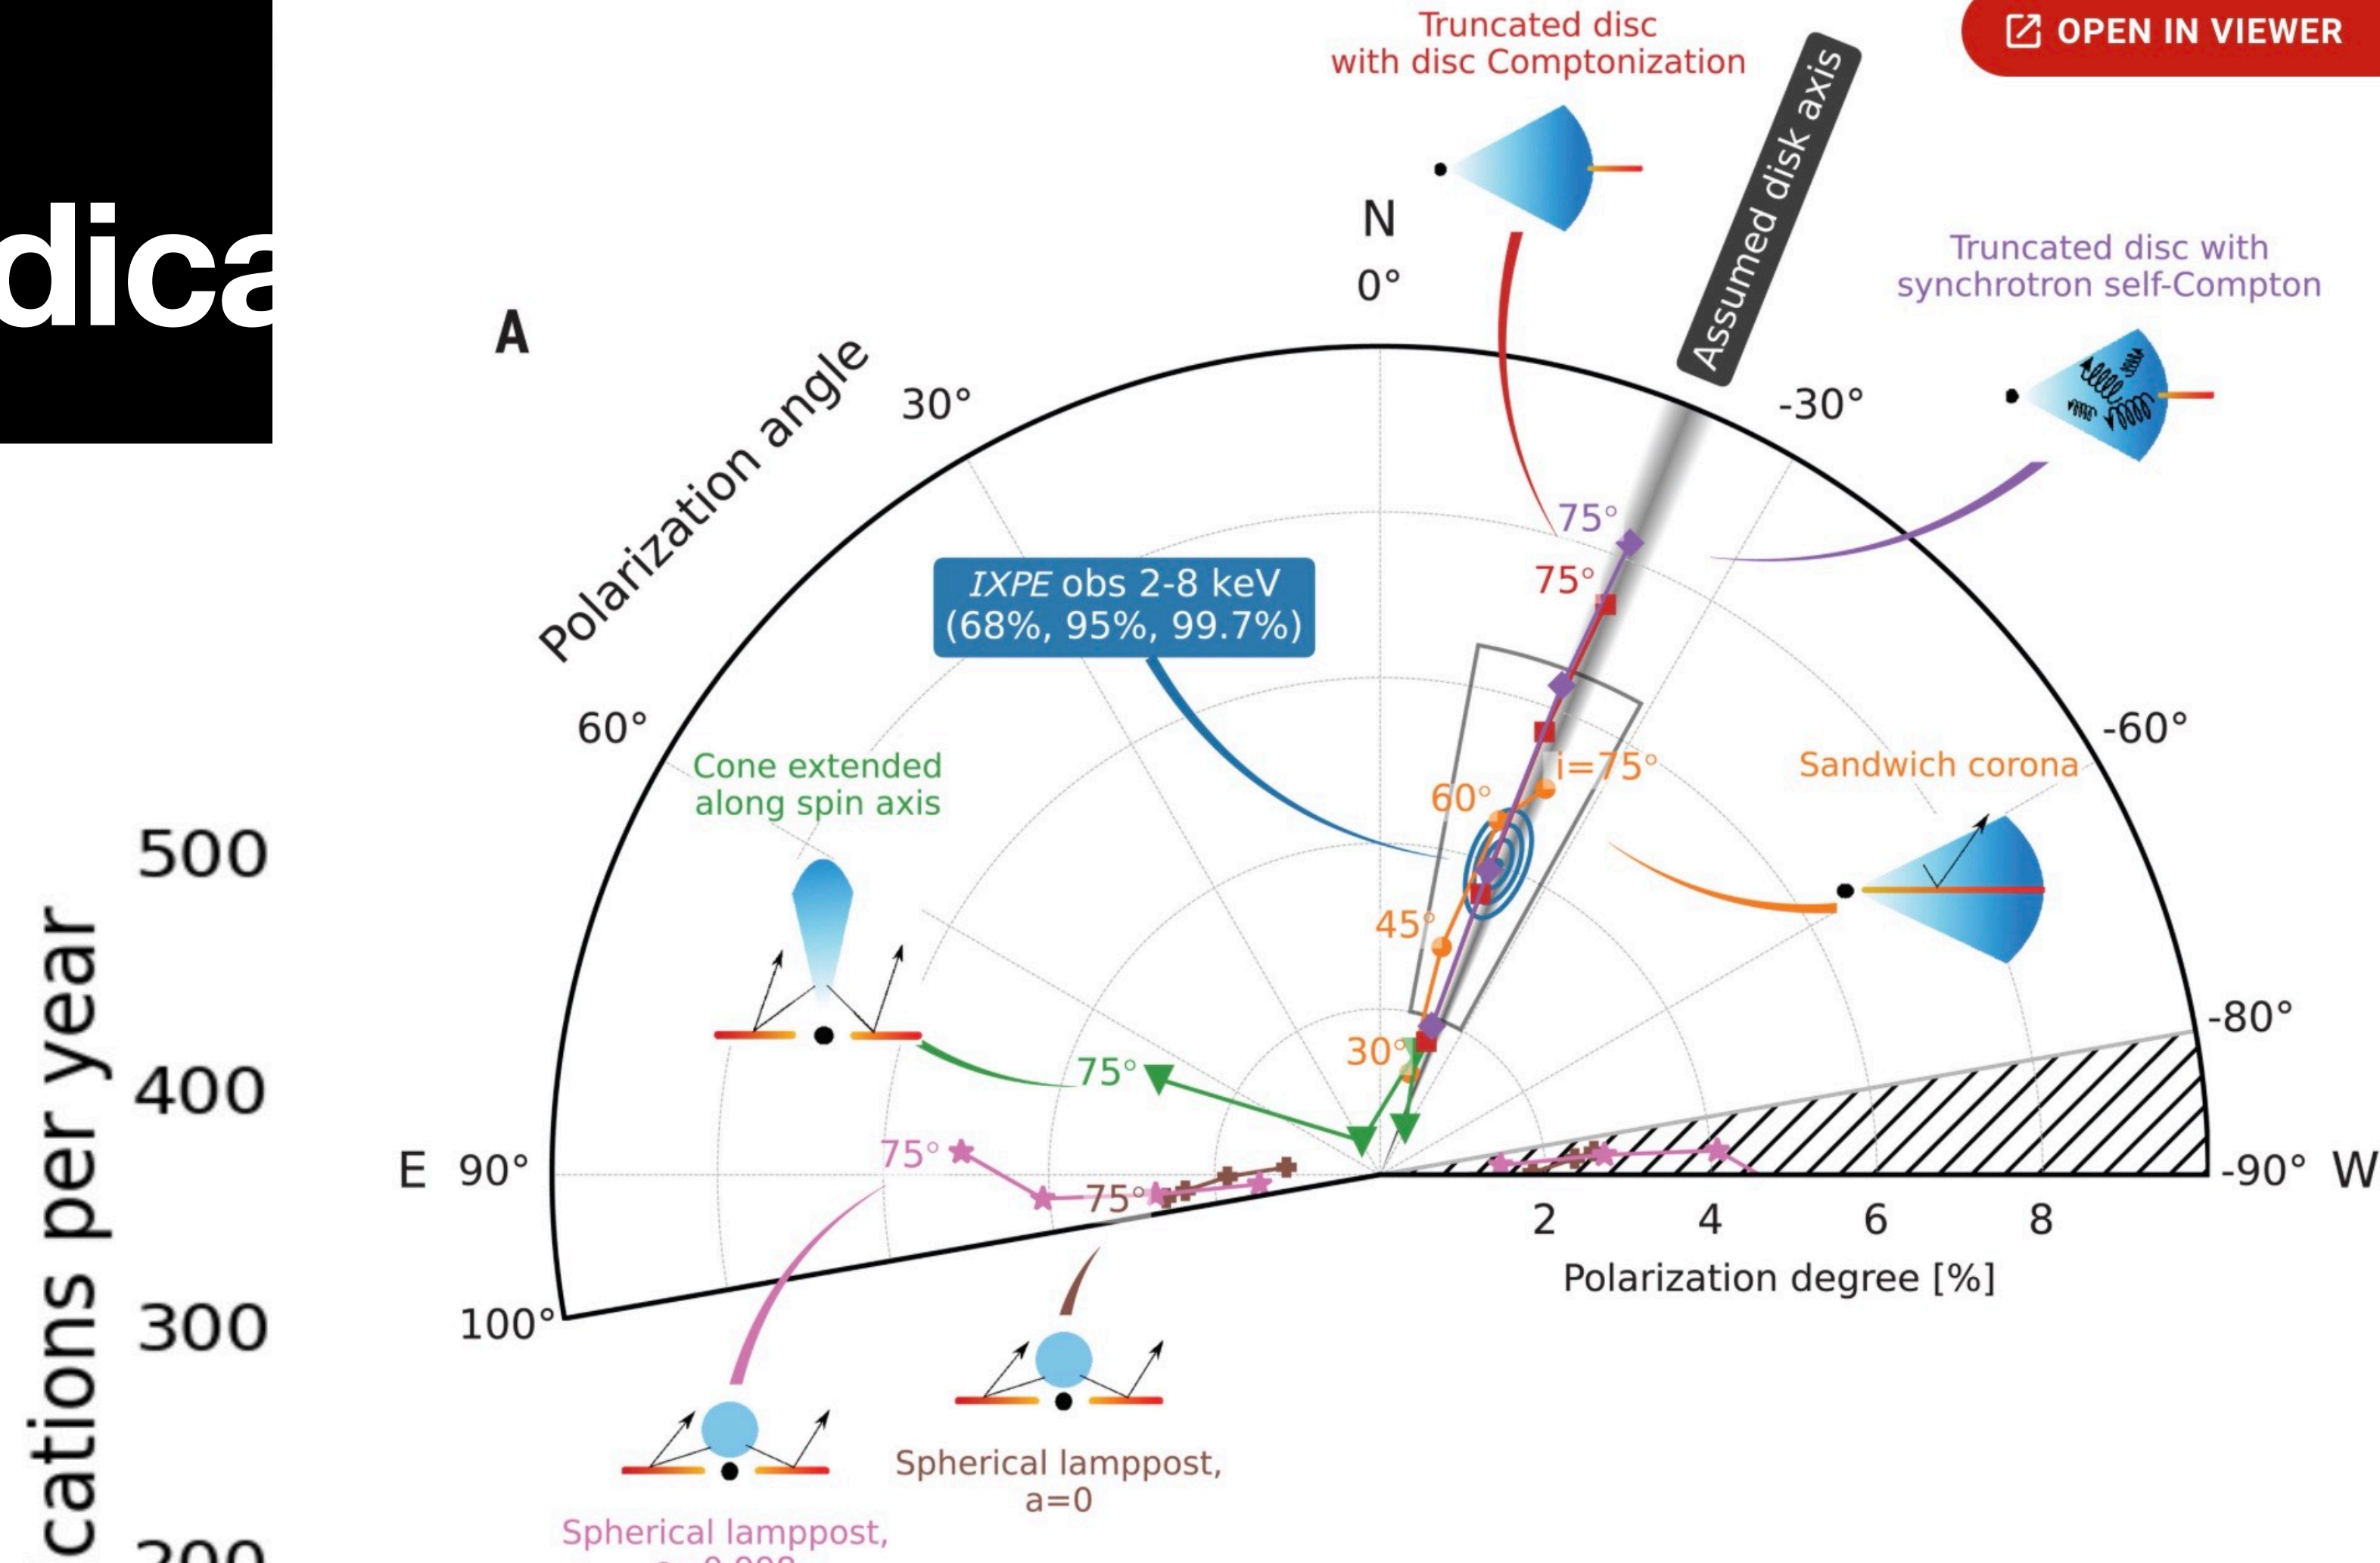 dica
cations per year
500
400
300
A
OPEN IN VIEWER
Truncated disc
with disc Comptonization
Assumed disk axis
Truncated disc with
synchrotron self-Compton
N
0°
30°
-30°
Polarization angle
60°
-60°
IXPE obs 2-8 keV
(68%, 95%, 99.7%)
75°
75°
i=75°
60°
45°
30°
Cone extended
along spin axis
Sandwich corona
75°
-80°
75°
75°
E 90°
-90° W
100°
2 4 6 8
Polarization degree [%]
Spherical lamppost,
a=0
Spherical lamppost,